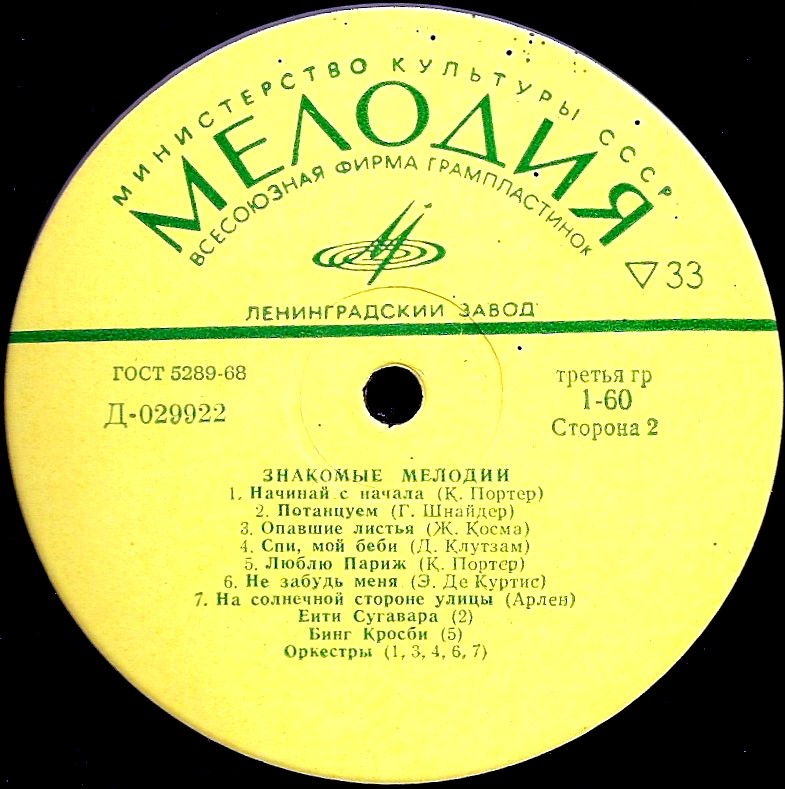 МИНИСТЕРСТВО КУЛЬТУРЫ СССР
МЕЛОДИЯ
ВСЕСОЮЗНАЯ ФИРМА ГРАМПЛАСТИНОК
33
ЛЕНИНГРАДСКИЙ ЗАВОД
ГОСТ 5289-68
Д-029922
третья гр
1-60
Сторона 2
ЗНАКОМЫЕ МЕЛОДИИ
1. Начинай с начала (К. Портер)
2. Потанцуем (Г. Шнайдер)
3. Опавшие листья (Ж. Косма)
4. Спи, мой беби (Д. Клутзам)
5. Люблю Париж (К. Портер)
6. Не забудь меня (Э. Де Куртис)
7. На солнечной стороне улицы (Арлен)
Еити Сугавара (2)
Бинг Кросби (5)
Оркестры (1, 3, 4, 6, 7)